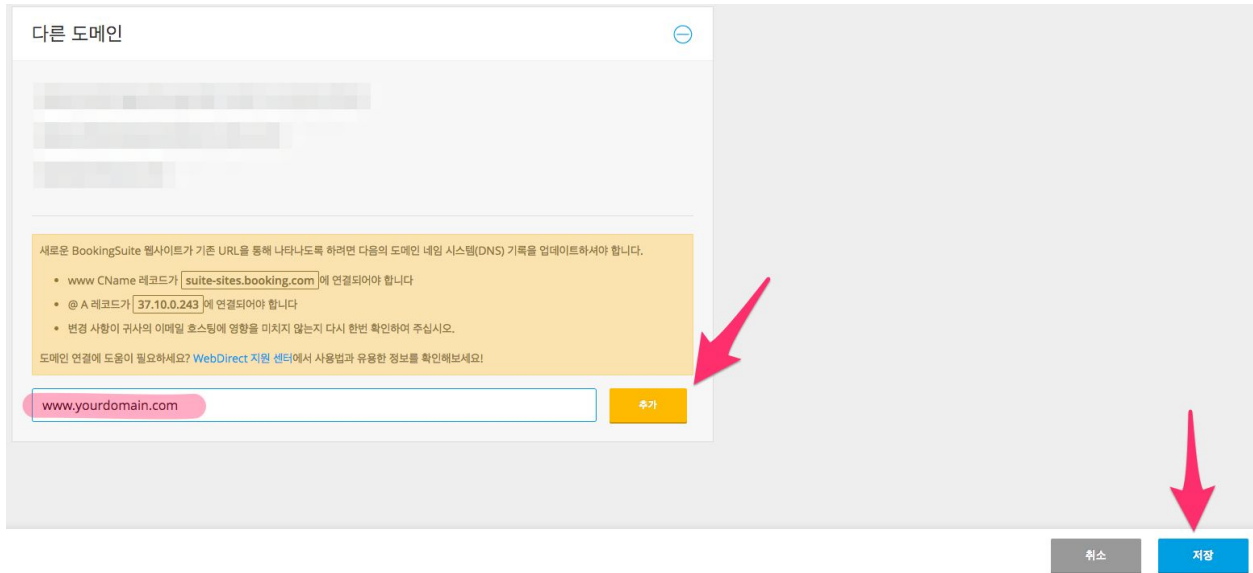 다른 도메인
새로운 BookingSuite 웹사이트가 기존 URL을 통해 나타나도록 하려면 다음의 도메인 네임 시스템(DNS) 기록을 업데이트하셔야 합니다.
• www CName 레코드가 suite-sites.booking.com 에 연결되어야 합니다
• @ A 레코드가 37.10.0.243 에 연결되어야 합니다
• 변경 사항이 귀사의 이메일 호스팅에 영향을 미치지 않는지 다시 한번 확인하여 주십시오.
도메인 연결에 도움이 필요하세요? WebDirect 지원 센터에서 사용법과 유용한 정보를 확인해보세요!
www.yourdomain.com
추가
취소
저장